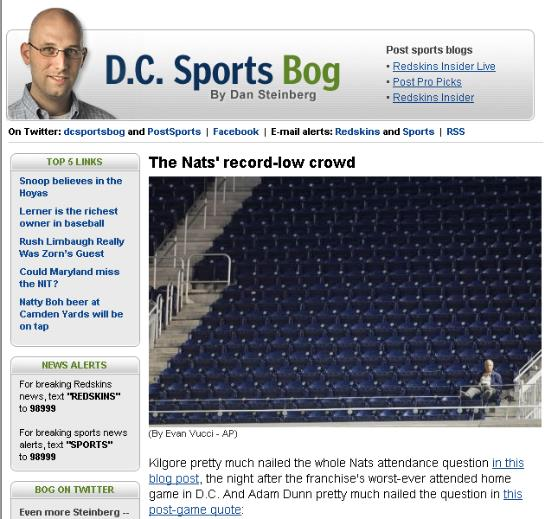 D.C. Sports Bog
By Dan Steinberg
Post sports blogs
• Redskins Insider Live
• Post Pro Picks
• Redskins Insider
On Twitter: dcsportsbog and PostSports | Facebook | E-mail alerts: Redskins and Sports | RSS
TOP 5 LINKS
Snoop believes in the
Hoyas
Lerner is the richest
owner in baseball
Rush Limbaugh Really
Was Zorn's Guest
Could Maryland miss
the NIT?
Natty Boh beer at
Camden Yards will be
on tap
NEWS ALERTS
For breaking Redskins
news, text "REDSKINS"
to 98999
For breaking sports news
alerts, text "SPORTS"
to 98999
BOG ON TWITTER
Even more Steinberg --
The Nats' record-low crowd
(By Evan Vucci - AP)
Kilgore pretty much nailed the whole Nats attendance question in this
blog post, the night after the franchise's worst-ever attended home
game in D.C. And Adam Dunn pretty much nailed the question in this
post-game quote: